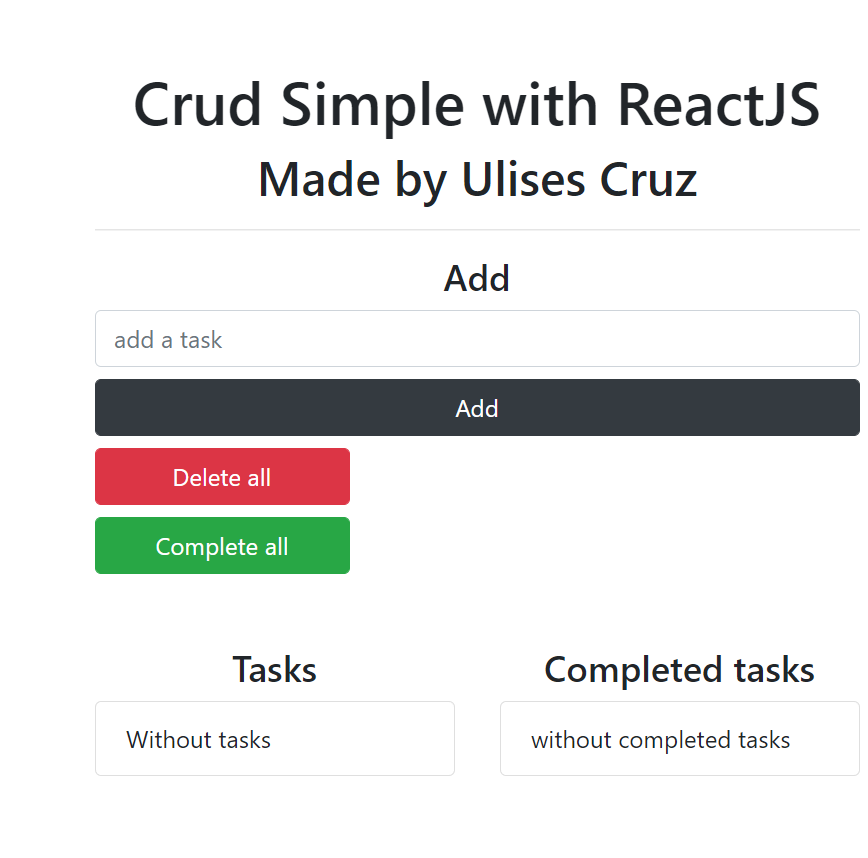 Crud Simple with ReactJS
Made by Ulises Cruz
Add
add a task
Add
Delete all
Complete all
Tasks
Without tasks
Completed tasks
without completed tasks